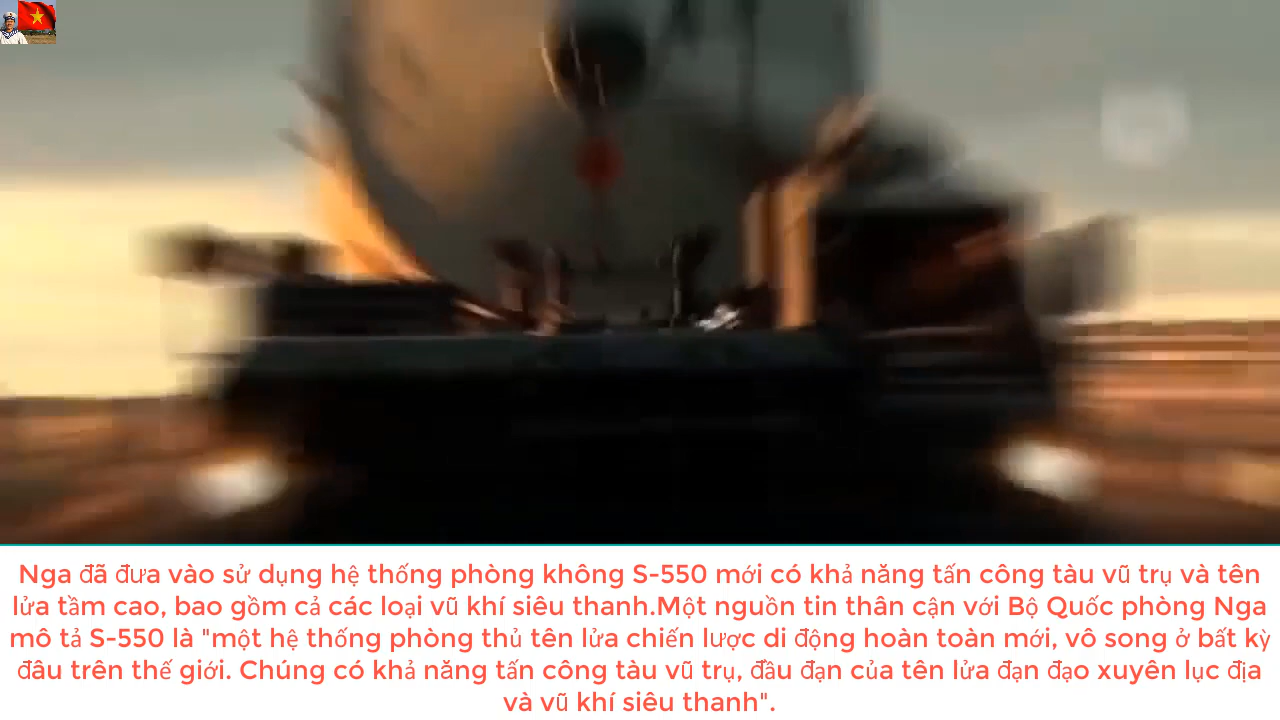 Nga đã đưa vào sử dụng hệ thống phòng không S-550 mới có khả năng tấn công tàu vũ trụ và tên
lửa tầm cao, bao gồm cả các loại vũ khí siêu thanh.Một nguồn tin thân cận với Bộ Quốc phòng Nga
mô tả S-550 là "một hệ thống phòng thủ tên lửa chiến lược di động hoàn toàn mới, vô song ở bất kỳ
đâu trên thế giới. Chúng có khả năng tấn công tàu vũ trụ, đầu đạn của tên lửa đạn đạo xuyên lục địa
và vũ khí siêu thanh".